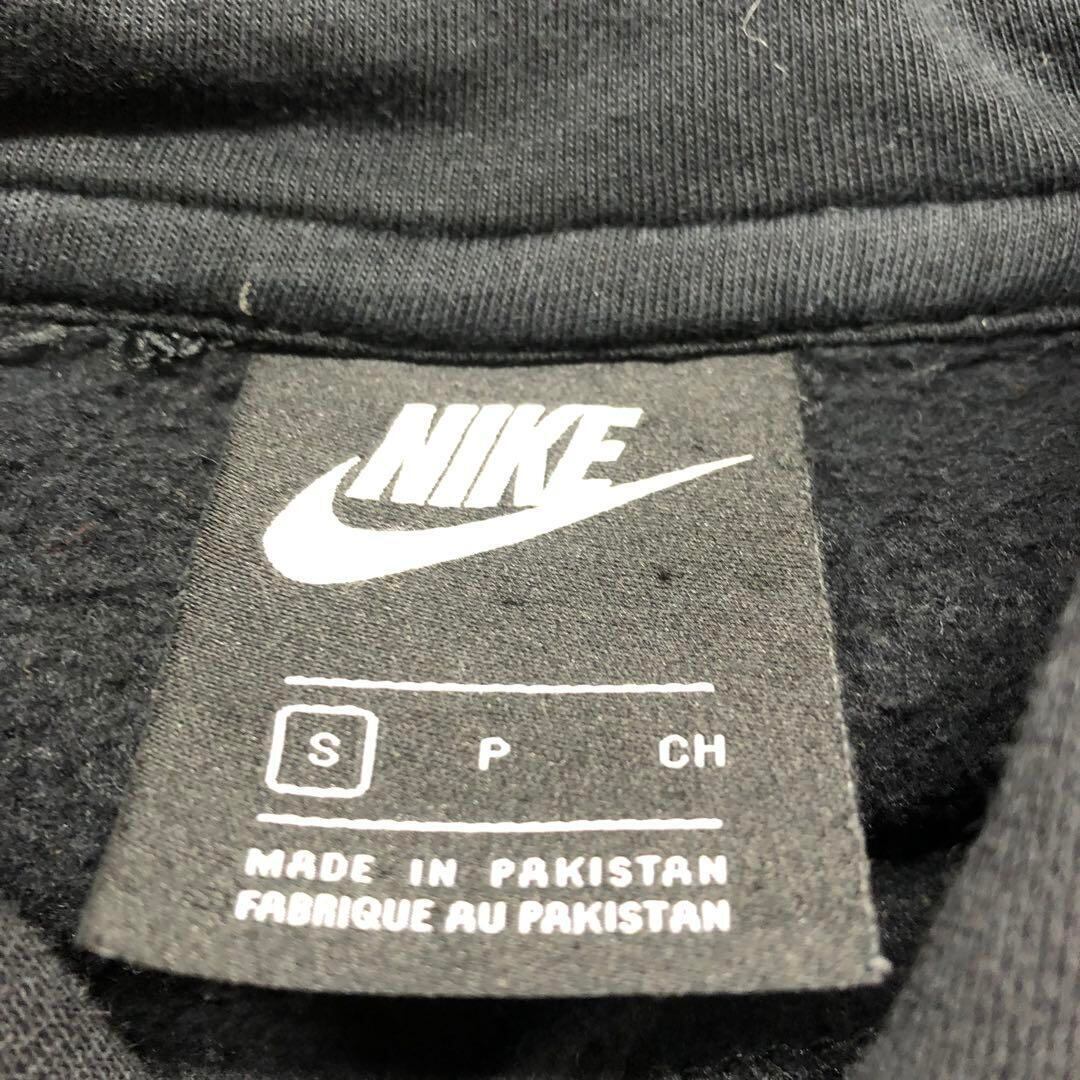 NIKE
S P CH
MADE IN PAKISTAN
FABRIQUE AU PAKISTAN